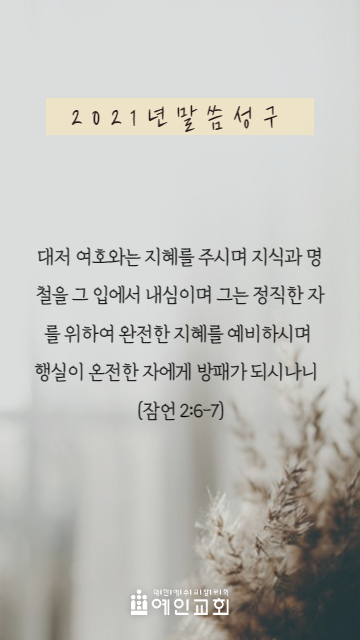 2021년말씀성구
대저 여호와는 지혜를 주시며 지식과 명
철을 그 입에서 내심이며 그는 정직한 자
를 위하여 완전한 지혜를 예비하시며
행실이 온전한 자에게 방패가 되시나니
(잠언 2:6-7)
예인교회